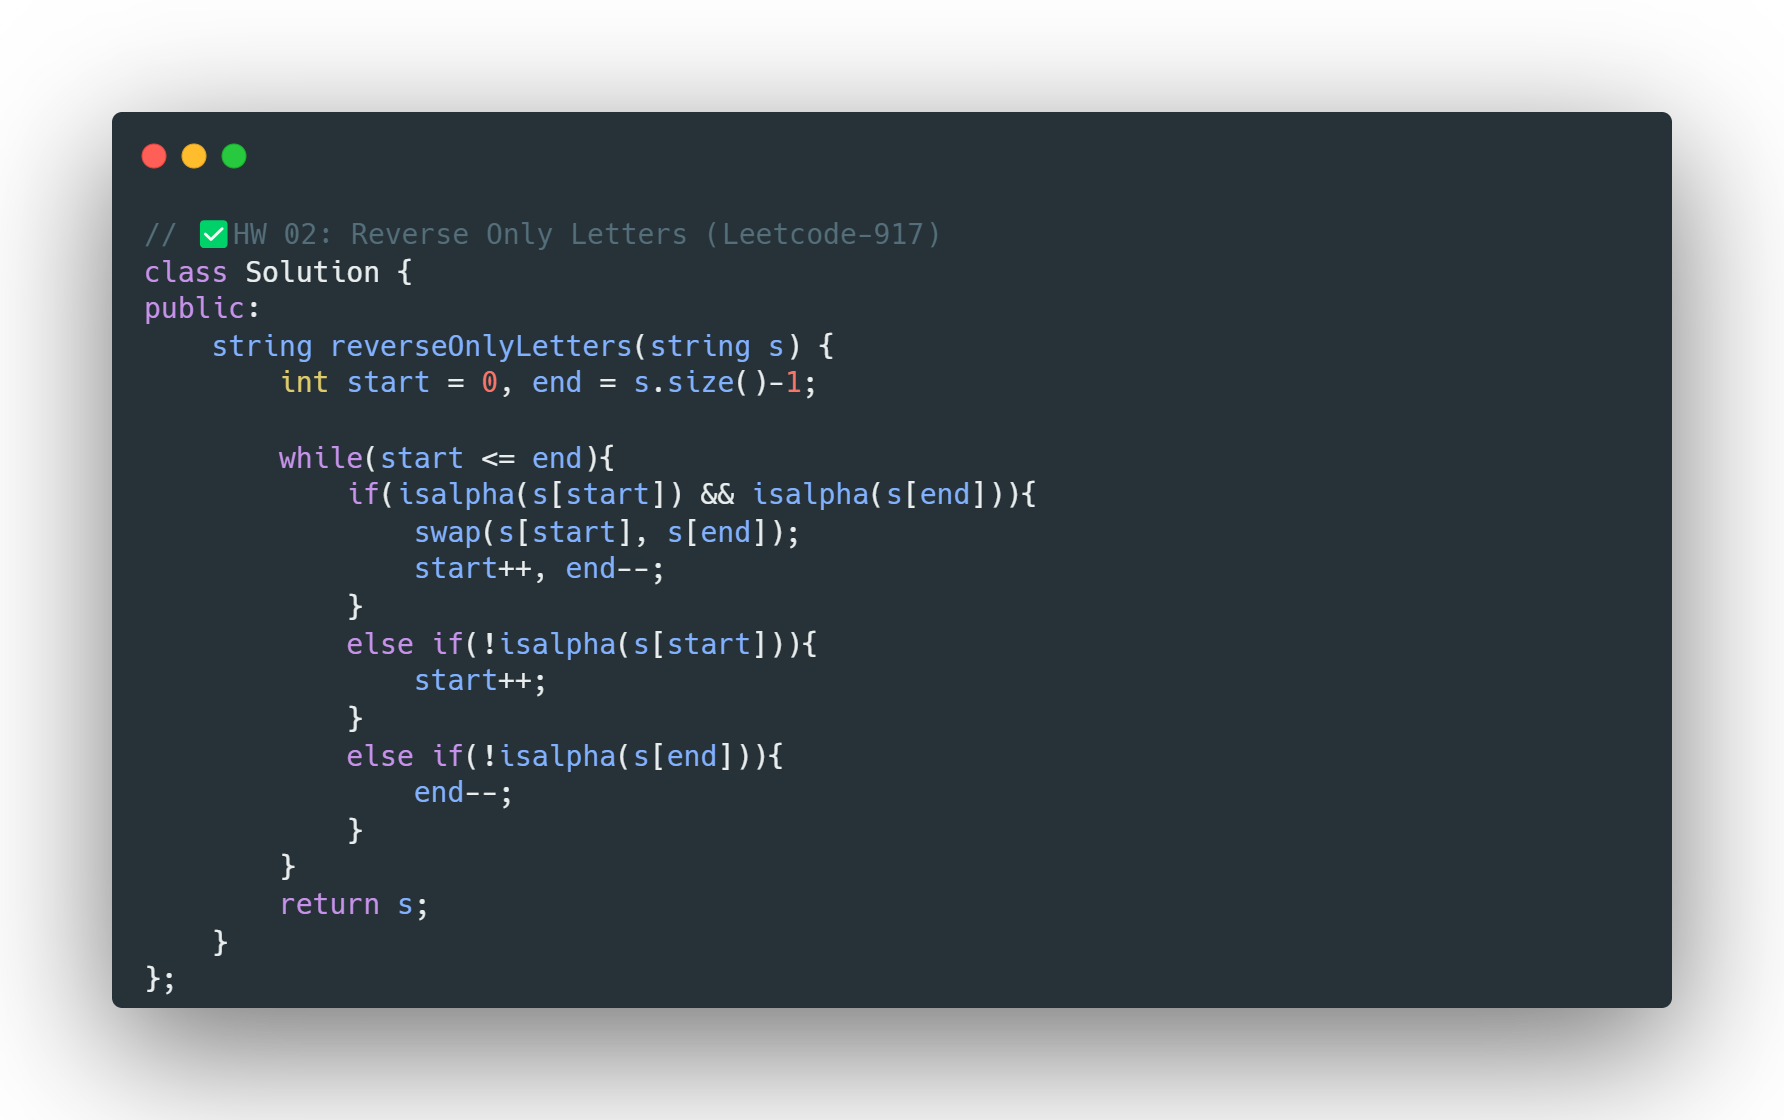 // ✅HW 02: Reverse Only Letters (Leetcode-917)
class Solution {
public:
    string reverseOnlyLetters(string s) {
        int start = 0, end = s.size()-1;

        while(start <= end){
            if(isalpha(s[start]) && isalpha(s[end])){
                swap(s[start], s[end]);
                start++, end--;
            }
            else if(!isalpha(s[start])){
                start++;
            }
            else if(!isalpha(s[end])){
                end--;
            }
        }
        return s;
    }
};